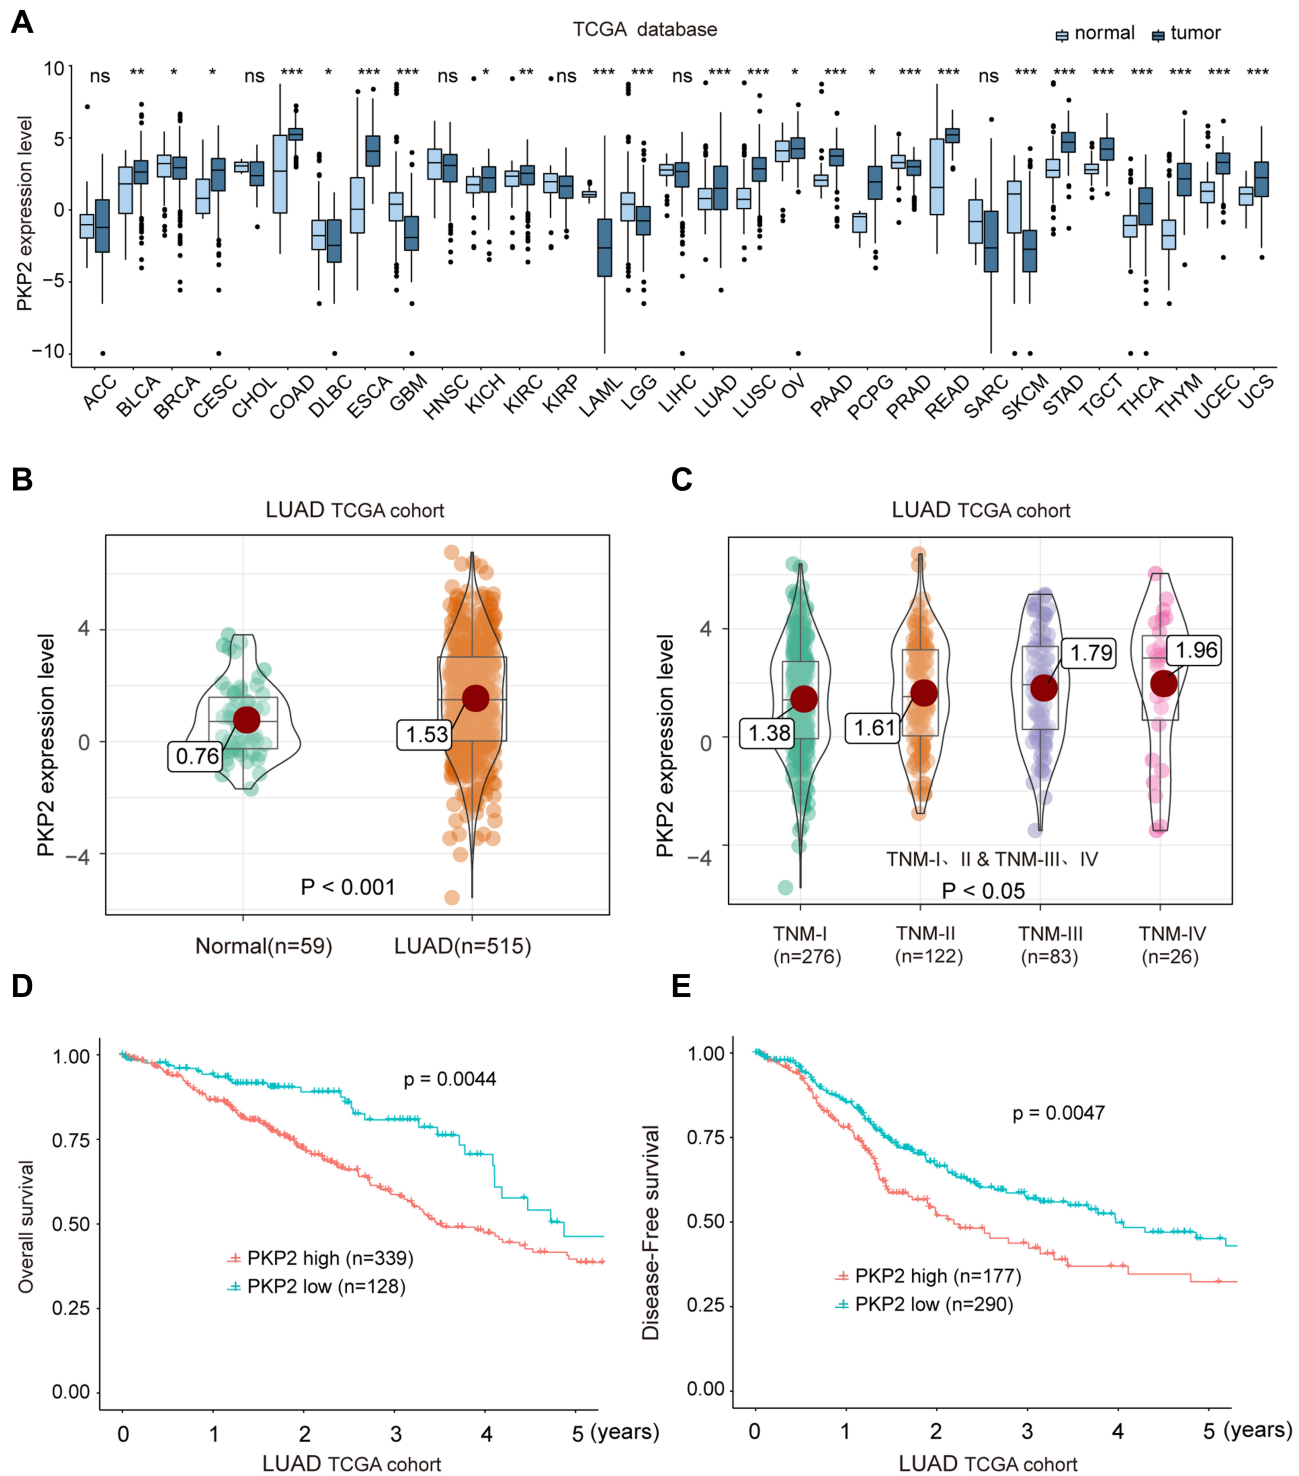 A
TCGA database
normal tumor
ns ** * * ns *** * *** *** ns * ** ns *** *** ns *** *** * *** * *** *** ns *** *** *** *** *** *** ***
PKP2 expression level
10
5
0
−5
−10
ACC BLCA BRCA CESC CHOL COAD DLBC ESCA GBM HNSC KICH KIRC KIRP LAML LGG LIHC LUAD LUSC OV PAAD PCPG PRAD READ SARC SKCM STAD TGCT THCA THYM UCEC UCS
B
LUAD TCGA cohort
PKP2 expression level
4
0
−4
0.76
1.53
P < 0.001
Normal(n=59) LUAD(n=515)
C
LUAD TCGA cohort
PKP2 expression level
4
0
−4
1.38
1.61
1.79
1.96
TNM-I、II & TNM-III、IV
P < 0.05
TNM-I TNM-II TNM-III TNM-IV
(n=276) (n=122) (n=83) (n=26)
D
Overall survival
1.00
0.75
0.50
0.25
0.00
p = 0.0044
PKP2 high (n=339)
PKP2 low (n=128)
0 1 2 3 4 5 (years)
LUAD TCGA cohort
E
Disease-Free survival
1.00
0.75
0.50
0.25
0.00
p = 0.0047
PKP2 high (n=177)
PKP2 low (n=290)
0 1 2 3 4 5 (years)
LUAD TCGA cohort